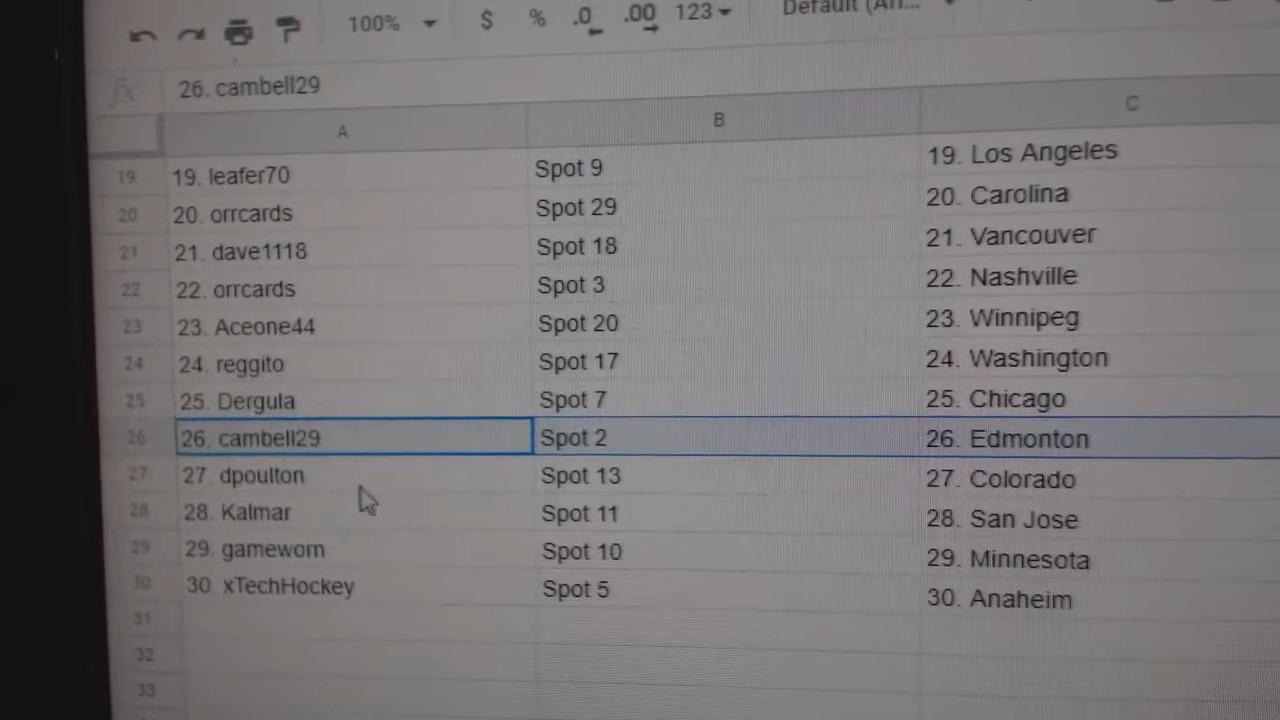 100% $ % .0 .00 123 Default (Ari...
fx 26. cambell29
A B C
19 19. leafer70 Spot 9 19. Los Angeles
20 20. orrcards Spot 29 20. Carolina
21 21. dave1118 Spot 18 21. Vancouver
22 22. orrcards Spot 3 22. Nashville
23 23. Aceone44 Spot 20 23. Winnipeg
24 24. reggito Spot 17 24. Washington
25 25. Dergula Spot 7 25. Chicago
26 26. cambell29 Spot 2 26. Edmonton
27 27. dpoulton Spot 13 27. Colorado
28 28. Kalmar Spot 11 28. San Jose
29 29. gameworn Spot 10 29. Minnesota
30 30. xTechHockey Spot 5 30. Anaheim
31
32
33